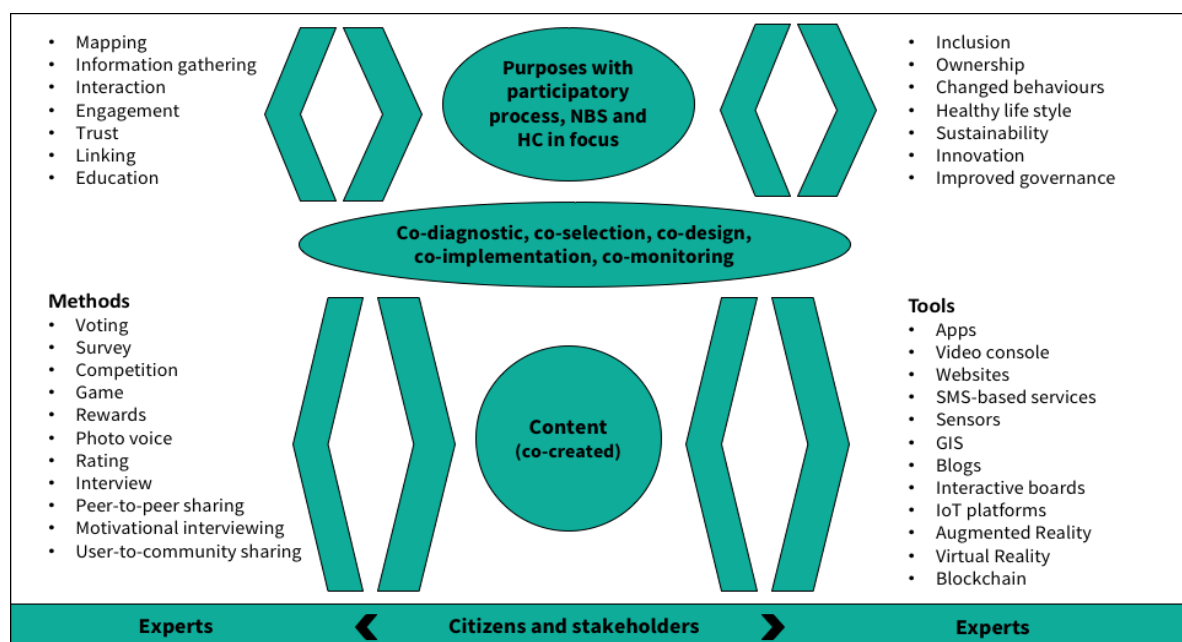 Mapping
Information gathering
Interaction
Engagement
Trust
Linking
Education
Purposes with
participatory
process, NBS and
HC in focus
Inclusion
Ownership
Changed behaviours
Healthy life style
Sustainability
Innovation
Improved governance
Co-diagnostic, co-selection, co-design,
co-implementation, co-monitoring
Methods
Voting
Survey
Competition
Game
Rewards
Photo voice
Rating
Interview
Peer-to-peer sharing
Motivational interviewing
User-to-community sharing
Content
(co-created)
Tools
Apps
Video console
Websites
SMS-based services
Sensors
GIS
Blogs
Interactive boards
IoT platforms
Augmented Reality
Virtual Reality
Blockchain
Experts
Citizens and stakeholders
Experts